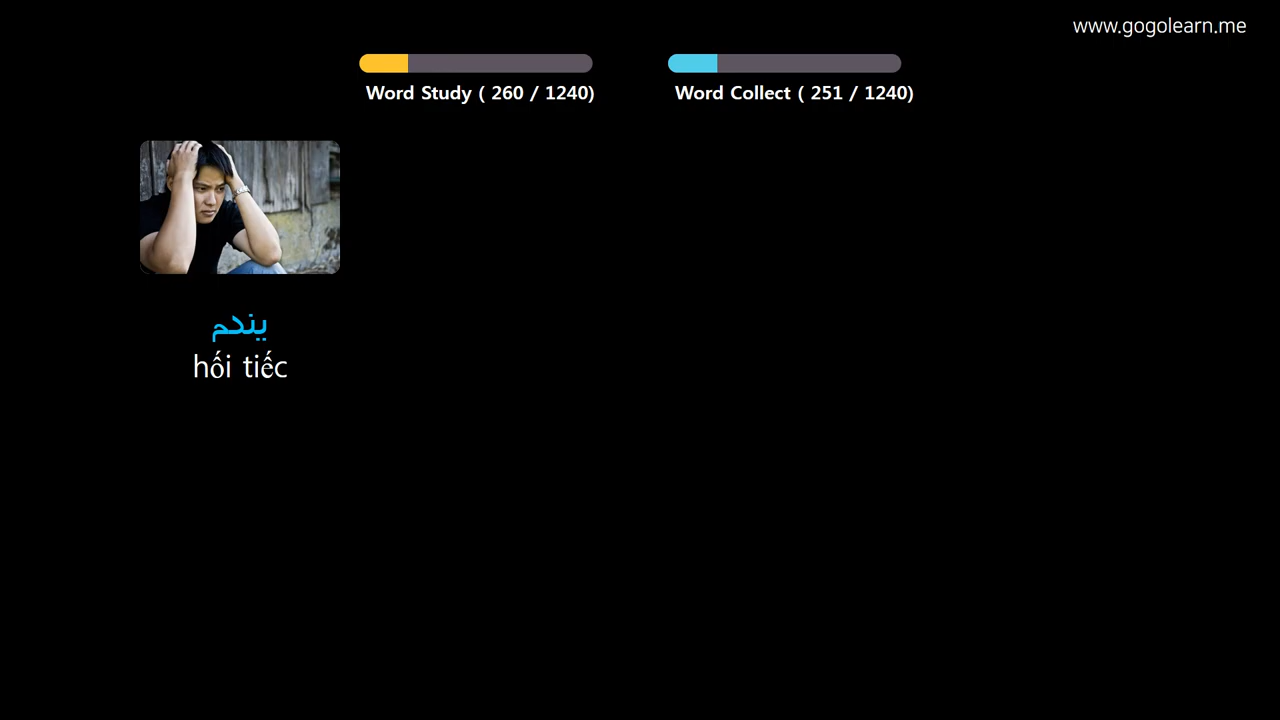 www.gogolearn.me
Word Study ( 260 / 1240)
Word Collect ( 251 / 1240)
يندم
hối tiếc